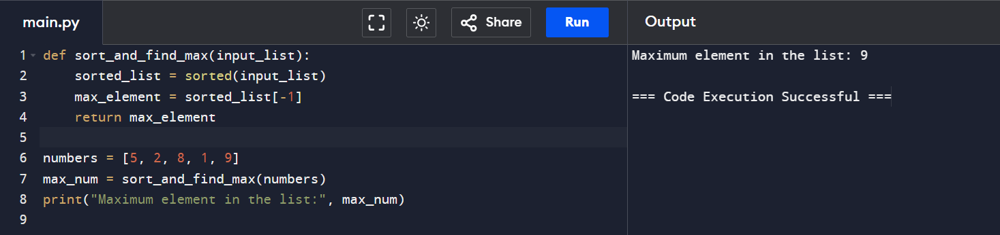 main.py
Share
Run
Output
1 def sort_and_find_max(input_list):
2     sorted_list = sorted(input_list)
3     max_element = sorted_list[-1]
4     return max_element
5
6 numbers = [5, 2, 8, 1, 9]
7 max_num = sort_and_find_max(numbers)
8 print("Maximum element in the list:", max_num)
9
Maximum element in the list: 9
=== Code Execution Successful ===